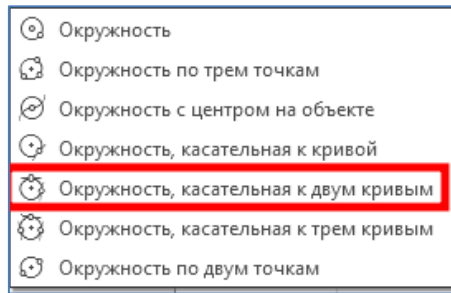 Окружность
Окружность по трем точкам
Окружность с центром на объекте
Окружность, касательная к кривой
Окружность, касательная к двум кривым
Окружность, касательная к трем кривым
Окружность по двум точкам